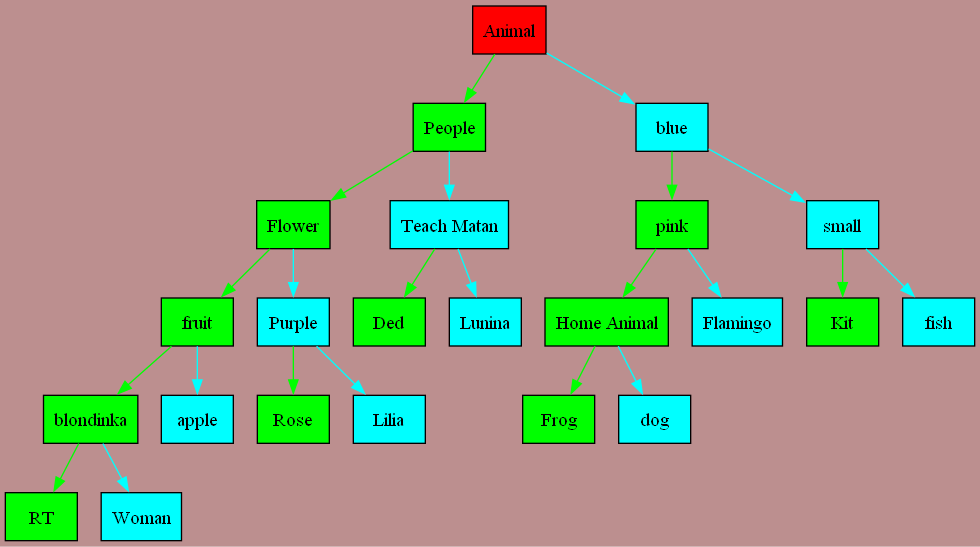 Animal
People
blue
Flower
Teach Matan
pink
small
fruit
Purple
Ded
Lunina
Home Animal
Flamingo
Kit
fish
blondinka
apple
Rose
Lilia
Frog
dog
RT
Woman